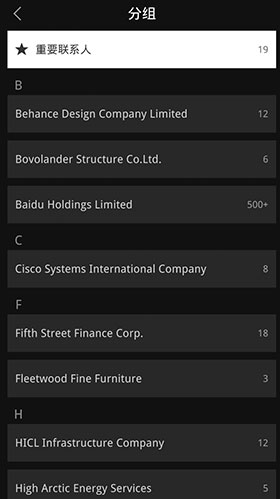 分组
重要联系人 19
B
Behance Design Company Limited 12
Bovolander Structure Co.Ltd. 6
Baidu Holdings Limited 500+
C
Cisco Systems International Company 8
F
Fifth Street Finance Corp. 18
Fleetwood Fine Furniture 3
H
HICL Infrastructure Company 12
High Arctic Energy Services 5